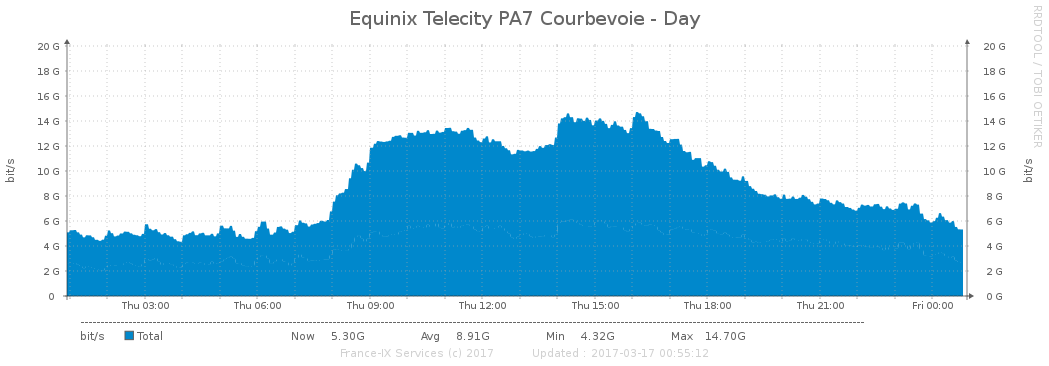 Equinix Telecity PA7 Courbevoie - Day
RRDTOOL / TOBI OETIKER
bit/s
20 G 20 G
18 G 18 G
16 G 16 G
14 G 14 G
12 G 12 G
10 G 10 G
8 G 8 G
6 G 6 G
4 G 4 G
2 G 2 G
0 0 G
bit/s
Thu 03:00 Thu 06:00 Thu 09:00 Thu 12:00 Thu 15:00 Thu 18:00 Thu 21:00 Fri 00:00
bit/s Total Now 5.30G Avg 8.91G Min 4.32G Max 14.70G
France-IX Services (c) 2017 Updated : 2017-03-17 00:55:12